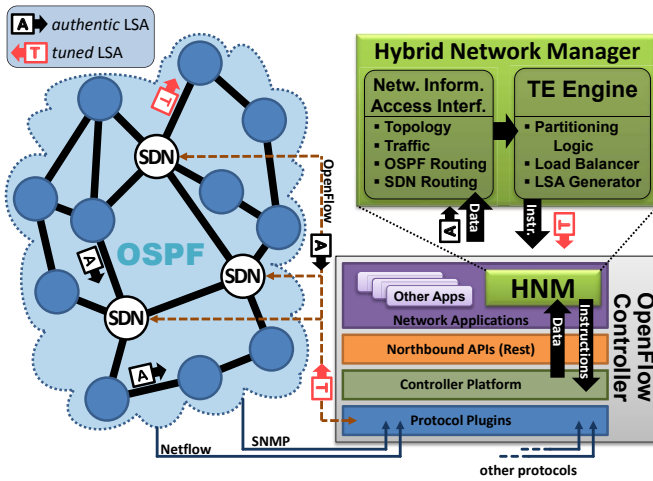 A authentic LSA
T tuned LSA
T
SDN
OSPF
A
SDN
SDN
A
OpenFlow
A
T
Netflow
SNMP
other protocols
Hybrid Network Manager
Netw. Inform.
Access Interf.
▪ Topology
▪ Traffic
▪ OSPF Routing
▪ SDN Routing
TE Engine
▪ Partitioning
Logic
▪ Load Balancer
▪ LSA Generator
A
Data
Instr.
T
Other Apps
HNM
Network Applications
Northbound APIs (Rest)
Controller Platform
Protocol Plugins
Data
Instructions
OpenFlow
Controller